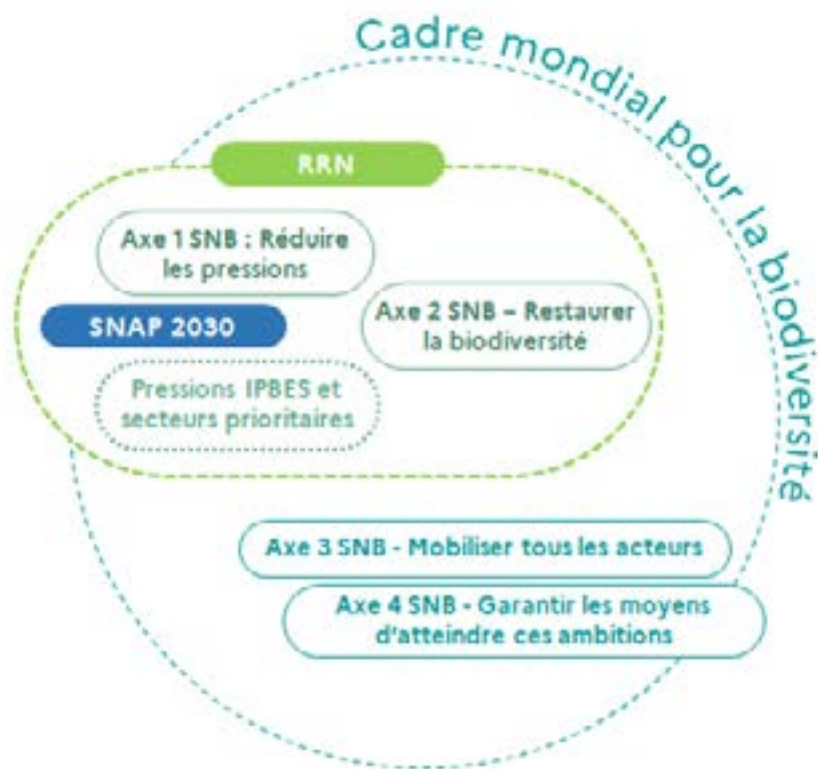 Cadre mondial pour la biodiversité
RRN
Axe 1 SNB : Réduire
les pressions
SNAP 2030
Axe 2 SNB – Restaurer
la biodiversité
Pressions IPBES et
secteurs prioritaires
Axe 3 SNB - Mobiliser tous les acteurs
Axe 4 SNB - Garantir les moyens
d'atteindre ces ambitions